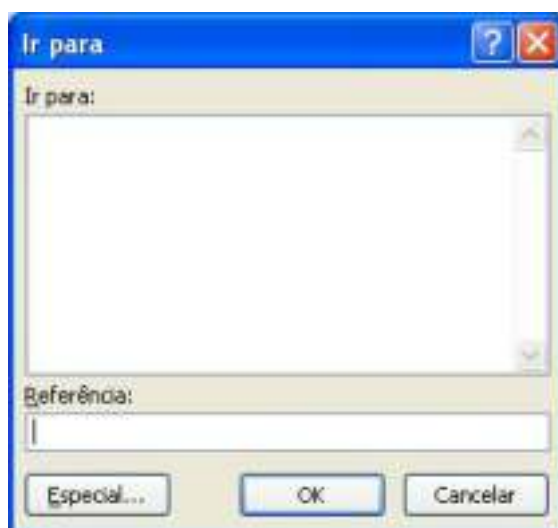 Ir para
Ir para:
Referência:
Especial...
OK
Cancelar